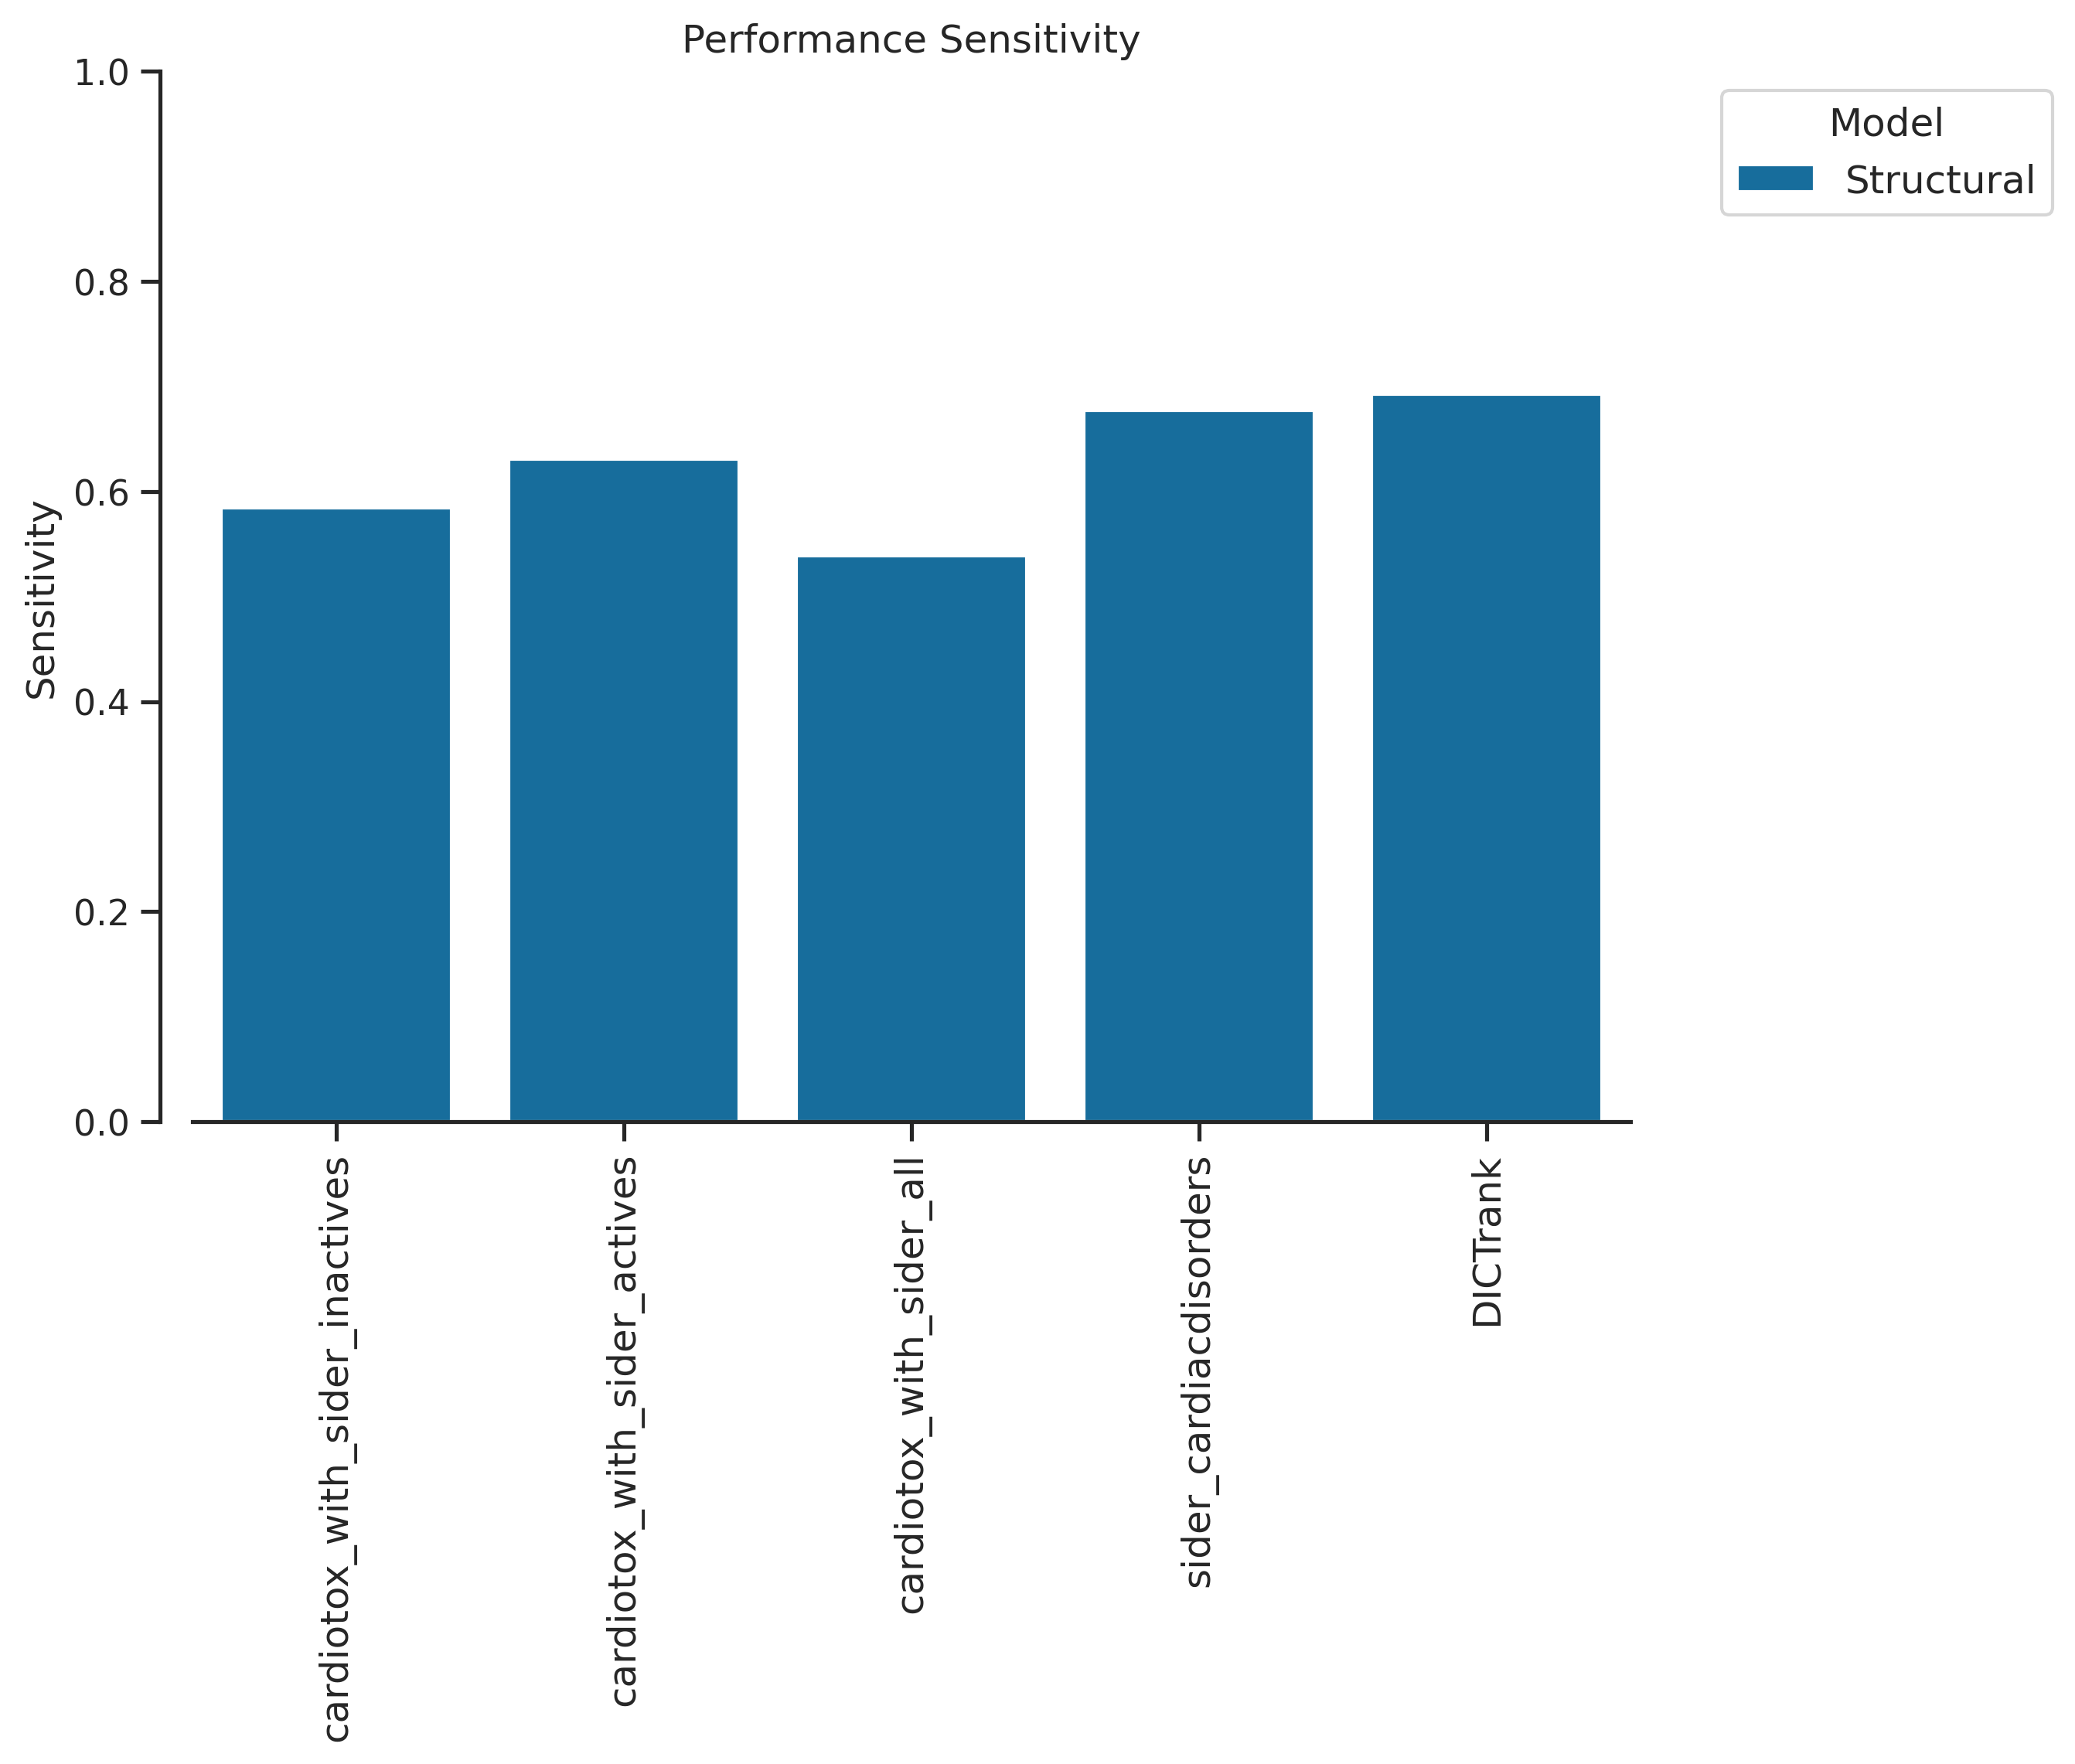 Performance Sensitivity
Model
Structural
Sensitivity
1.0
0.8
0.6
0.4
0.2
0.0
cardiotox_with_sider_inactives
cardiotox_with_sider_actives
cardiotox_with_sider_all
sider_cardiacdisorders
DICTrank